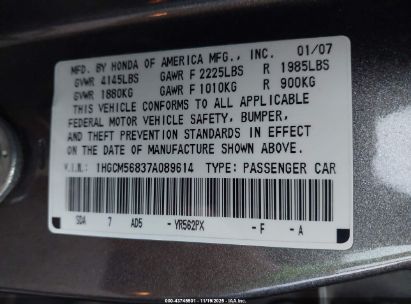 MFD. BY HONDA OF AMERICA MFG., INC. 01/07
GVWR 4145LBS GAWR F 2225LBS R 1985LBS
GVWR 1880KG GAWR F 1010KG R 900KG
THIS VEHICLE CONFORMS TO ALL APPLICABLE
FEDERAL MOTOR VEHICLE SAFETY, BUMPER,
AND THEFT PREVENTION STANDARDS IN EFFECT
ON THE DATE OF MANUFACTURE SHOWN ABOVE.
V.I.N.: 1HGCM56837A089614 TYPE: PASSENGER CAR
SDA 7 AD5 - YR562PX - F - A